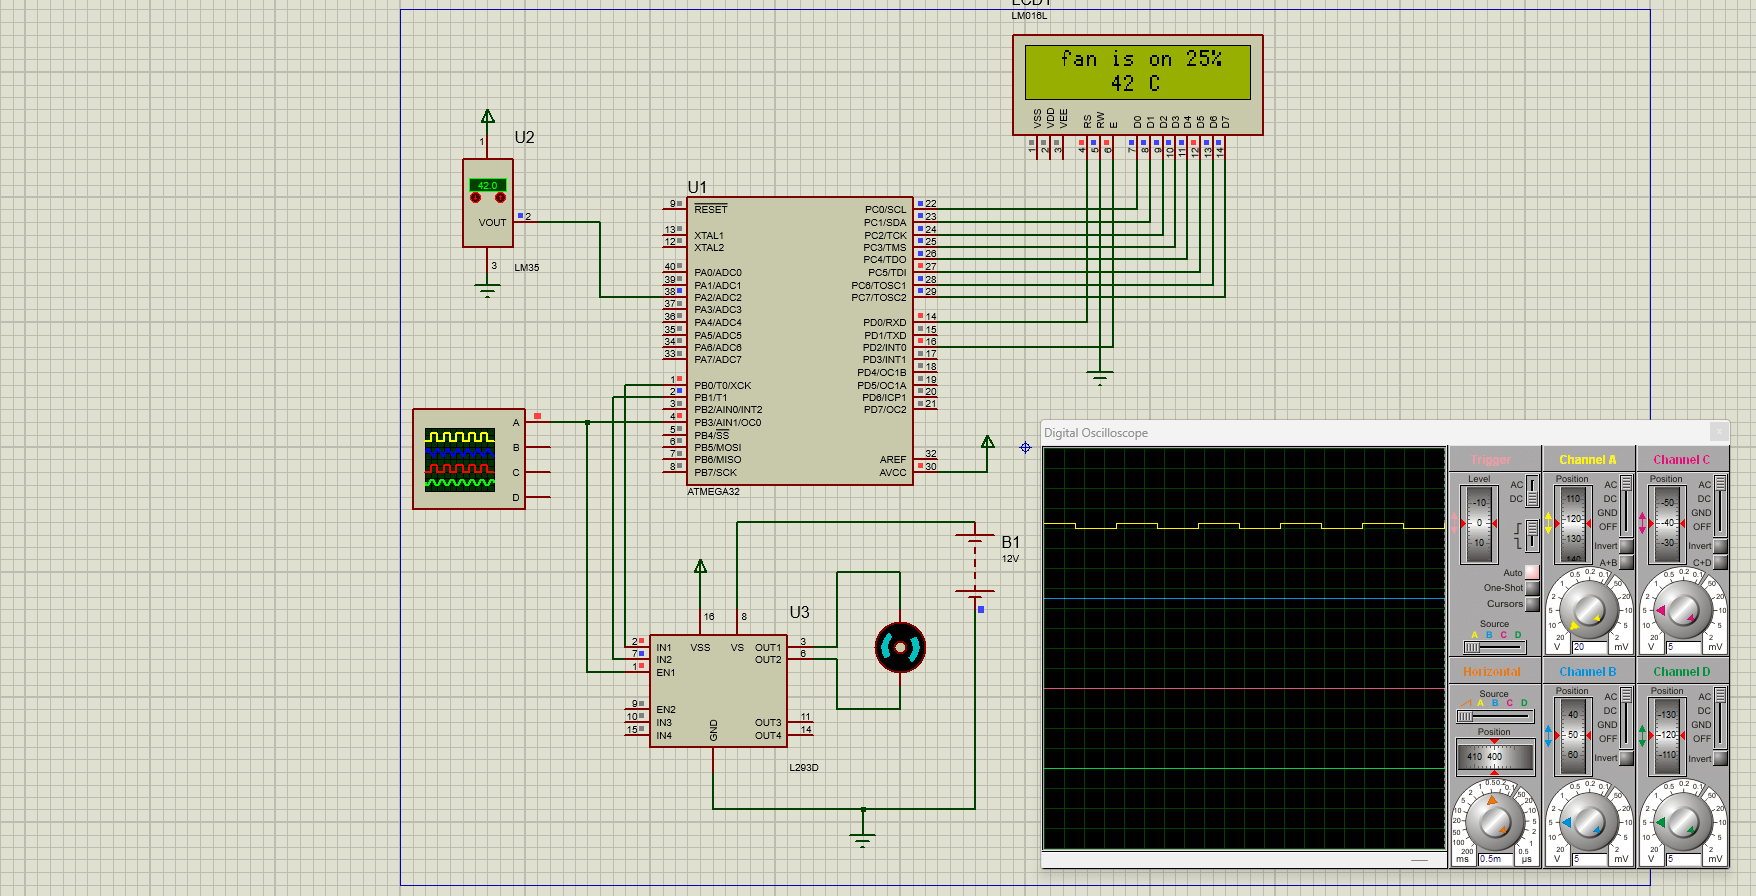 LCD1
LM016L
fan is on 25%
42 C
VSS VDD VEE RS RW E D0 D1 D2 D3 D4 D5 D6 D7
1 2 3 4 5 6 7 8 9 10 11 12 13 14
U2
1
42.0
VOUT 2
3
LM35
U1
9 RESET PC0/SCL 22
PC1/SDA 23
13 XTAL1 PC2/TCK 24
12 XTAL2 PC3/TMS 25
PC4/TDO 26
40 PA0/ADC0 PC5/TDI 27
39 PA1/ADC1 PC6/TOSC1 28
38 PA2/ADC2 PC7/TOSC2 29
37 PA3/ADC3
36 PA4/ADC4 PD0/RXD 14
35 PA5/ADC5 PD1/TXD 15
34 PA6/ADC6 PD2/INT0 16
33 PA7/ADC7 PD3/INT1 17
PD4/OC1B 18
1 PB0/T0/XCK PD5/OC1A 19
2 PB1/T1 PD6/ICP1 20
3 PB2/AIN0/INT2 PD7/OC2 21
4 PB3/AIN1/OC0
5 PB4/SS
6 PB5/MOSI
7 PB6/MISO AREF 32
8 PB7/SCK AVCC 30
ATMEGA32
A
B
C
D
B1
12V
U3
16 8
2 IN1 VSS VS OUT1 3
7 IN2 OUT2 6
1 EN1
9 EN2
10 IN3 OUT3 11
15 IN4 OUT4 14
GND
L293D
Digital Oscilloscope
Trigger
Level
-10
0
10
AC
DC
Auto
One-Shot
Cursors
Source
A B C D
Channel A
Position
110
120
130
140
AC
DC
GND
OFF
Invert
A+B
V 20 mV
Channel C
Position
-50
-40
-30
AC
DC
GND
OFF
Invert
C+D
V 5 mV
Horizontal
Source
A B C D
Position
410 400
ms 0.5m µs
Channel B
Position
40
50
60
AC
DC
GND
OFF
Invert
V 5 mV
Channel D
Position
-130
-120
-110
AC
DC
GND
OFF
Invert
V 5 mV